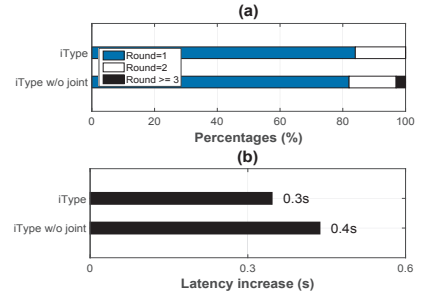 (a)
iType
iType w/o joint
Round=1
Round=2
Round >= 3
0 20 40 60 80 100
Percentages (%)
(b)
iType
0.3s
iType w/o joint
0.4s
0 0.3 0.6
Latency increase (s)